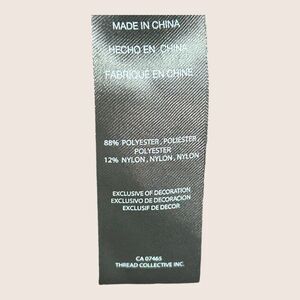 MADE IN CHINA
HECHO EN CHINA
FABRIQUÉ EN CHINE
88% POLYESTER, POLIESTER,
POLYESTER
12% NYLON, NYLON, NYLON
EXCLUSIVE OF DECORATION
EXCLUSIVO DE DECORACION
EXCLUSIF DE DECOR
CA 07465
THREAD COLLECTIVE INC.